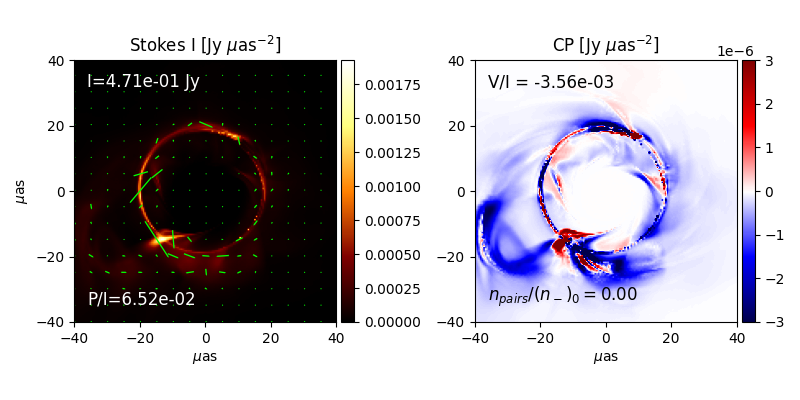 Stokes I [Jy μas⁻²]
I=4.71e-01 Jy
P/I=6.52e-02
40
20
0
−20
−40
μas
−40 −20 0 20 40
μas
0.00175
0.00150
0.00125
0.00100
0.00075
0.00050
0.00025
0.00000
CP [Jy μas⁻²]
1e−6
V/I = -3.56e-03
n_pairs/(n_−)_0 = 0.00
40
20
0
−20
−40
−40 −20 0 20 40
μas
3
2
1
0
−1
−2
−3